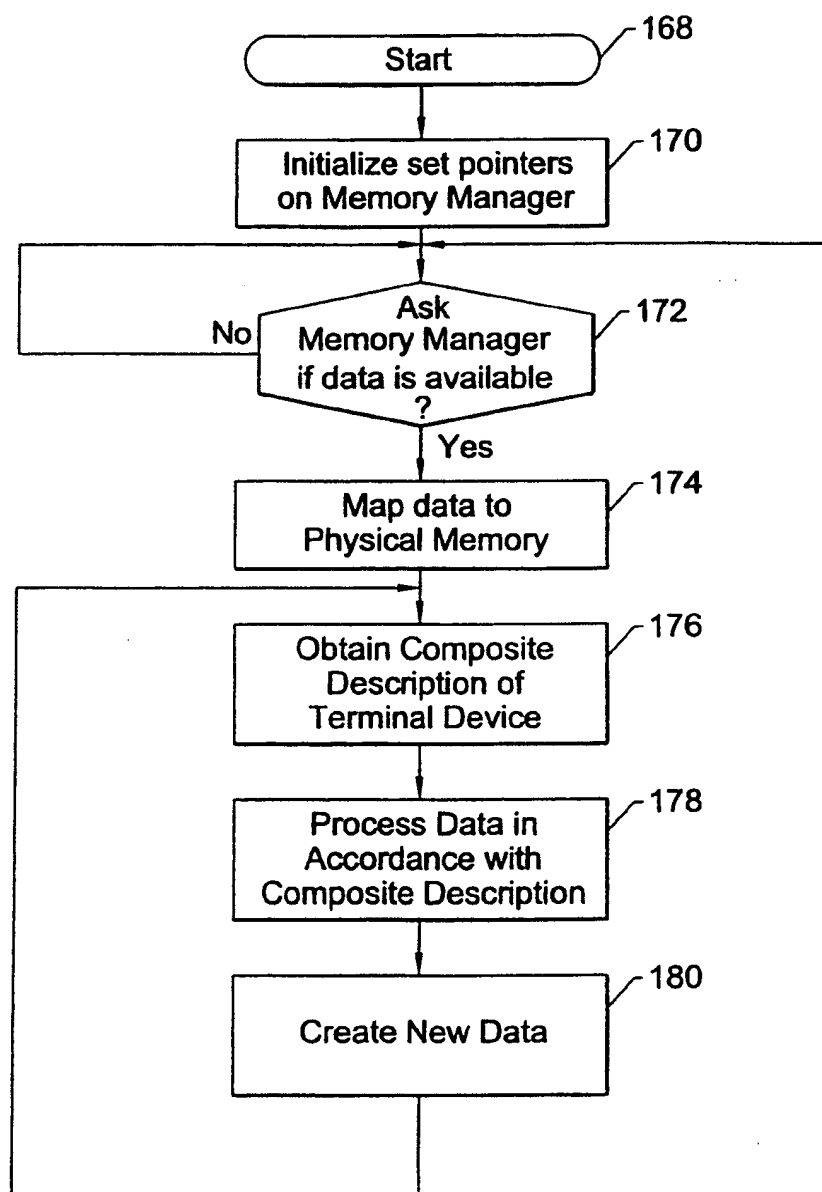 168
Start
170
Initialize set pointers
on Memory Manager
172
Ask
Memory Manager
if data is available
?
No
Yes
174
Map data to
Physical Memory
176
Obtain Composite
Description of
Terminal Device
178
Process Data in
Accordance with
Composite Description
180
Create New Data